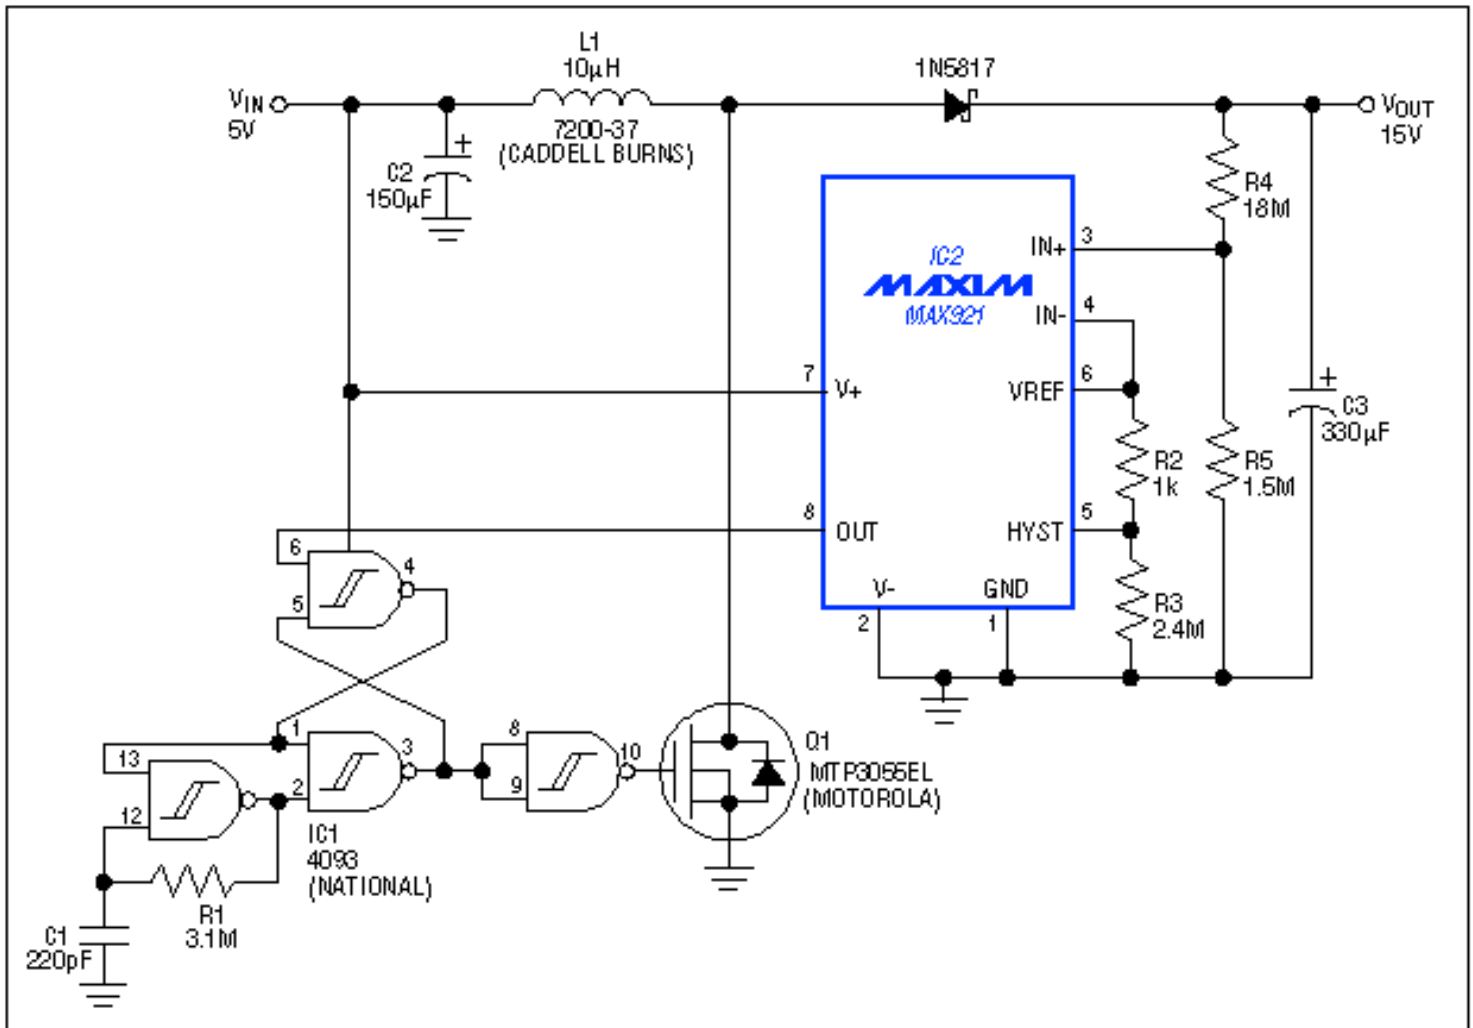 L1
10µH
1N5817
VIN
5V
7200-37
(CADDELL BURNS)
VOUT
15V
C2
150µF
R4
18M
IN+
3
IC2
MAXIM
MAX921
IN-
4
7
V+
VREF
6
C3
330µF
R2
1k
R5
1.5M
8
OUT
HYST
5
6
4
5
V-
GND
2
1
R3
2.4M
1
13
3
8
10
Q1
MTP3055EL
(MOTOROLA)
2
9
12
IC1
4093
(NATIONAL)
R1
3.1M
C1
220pF